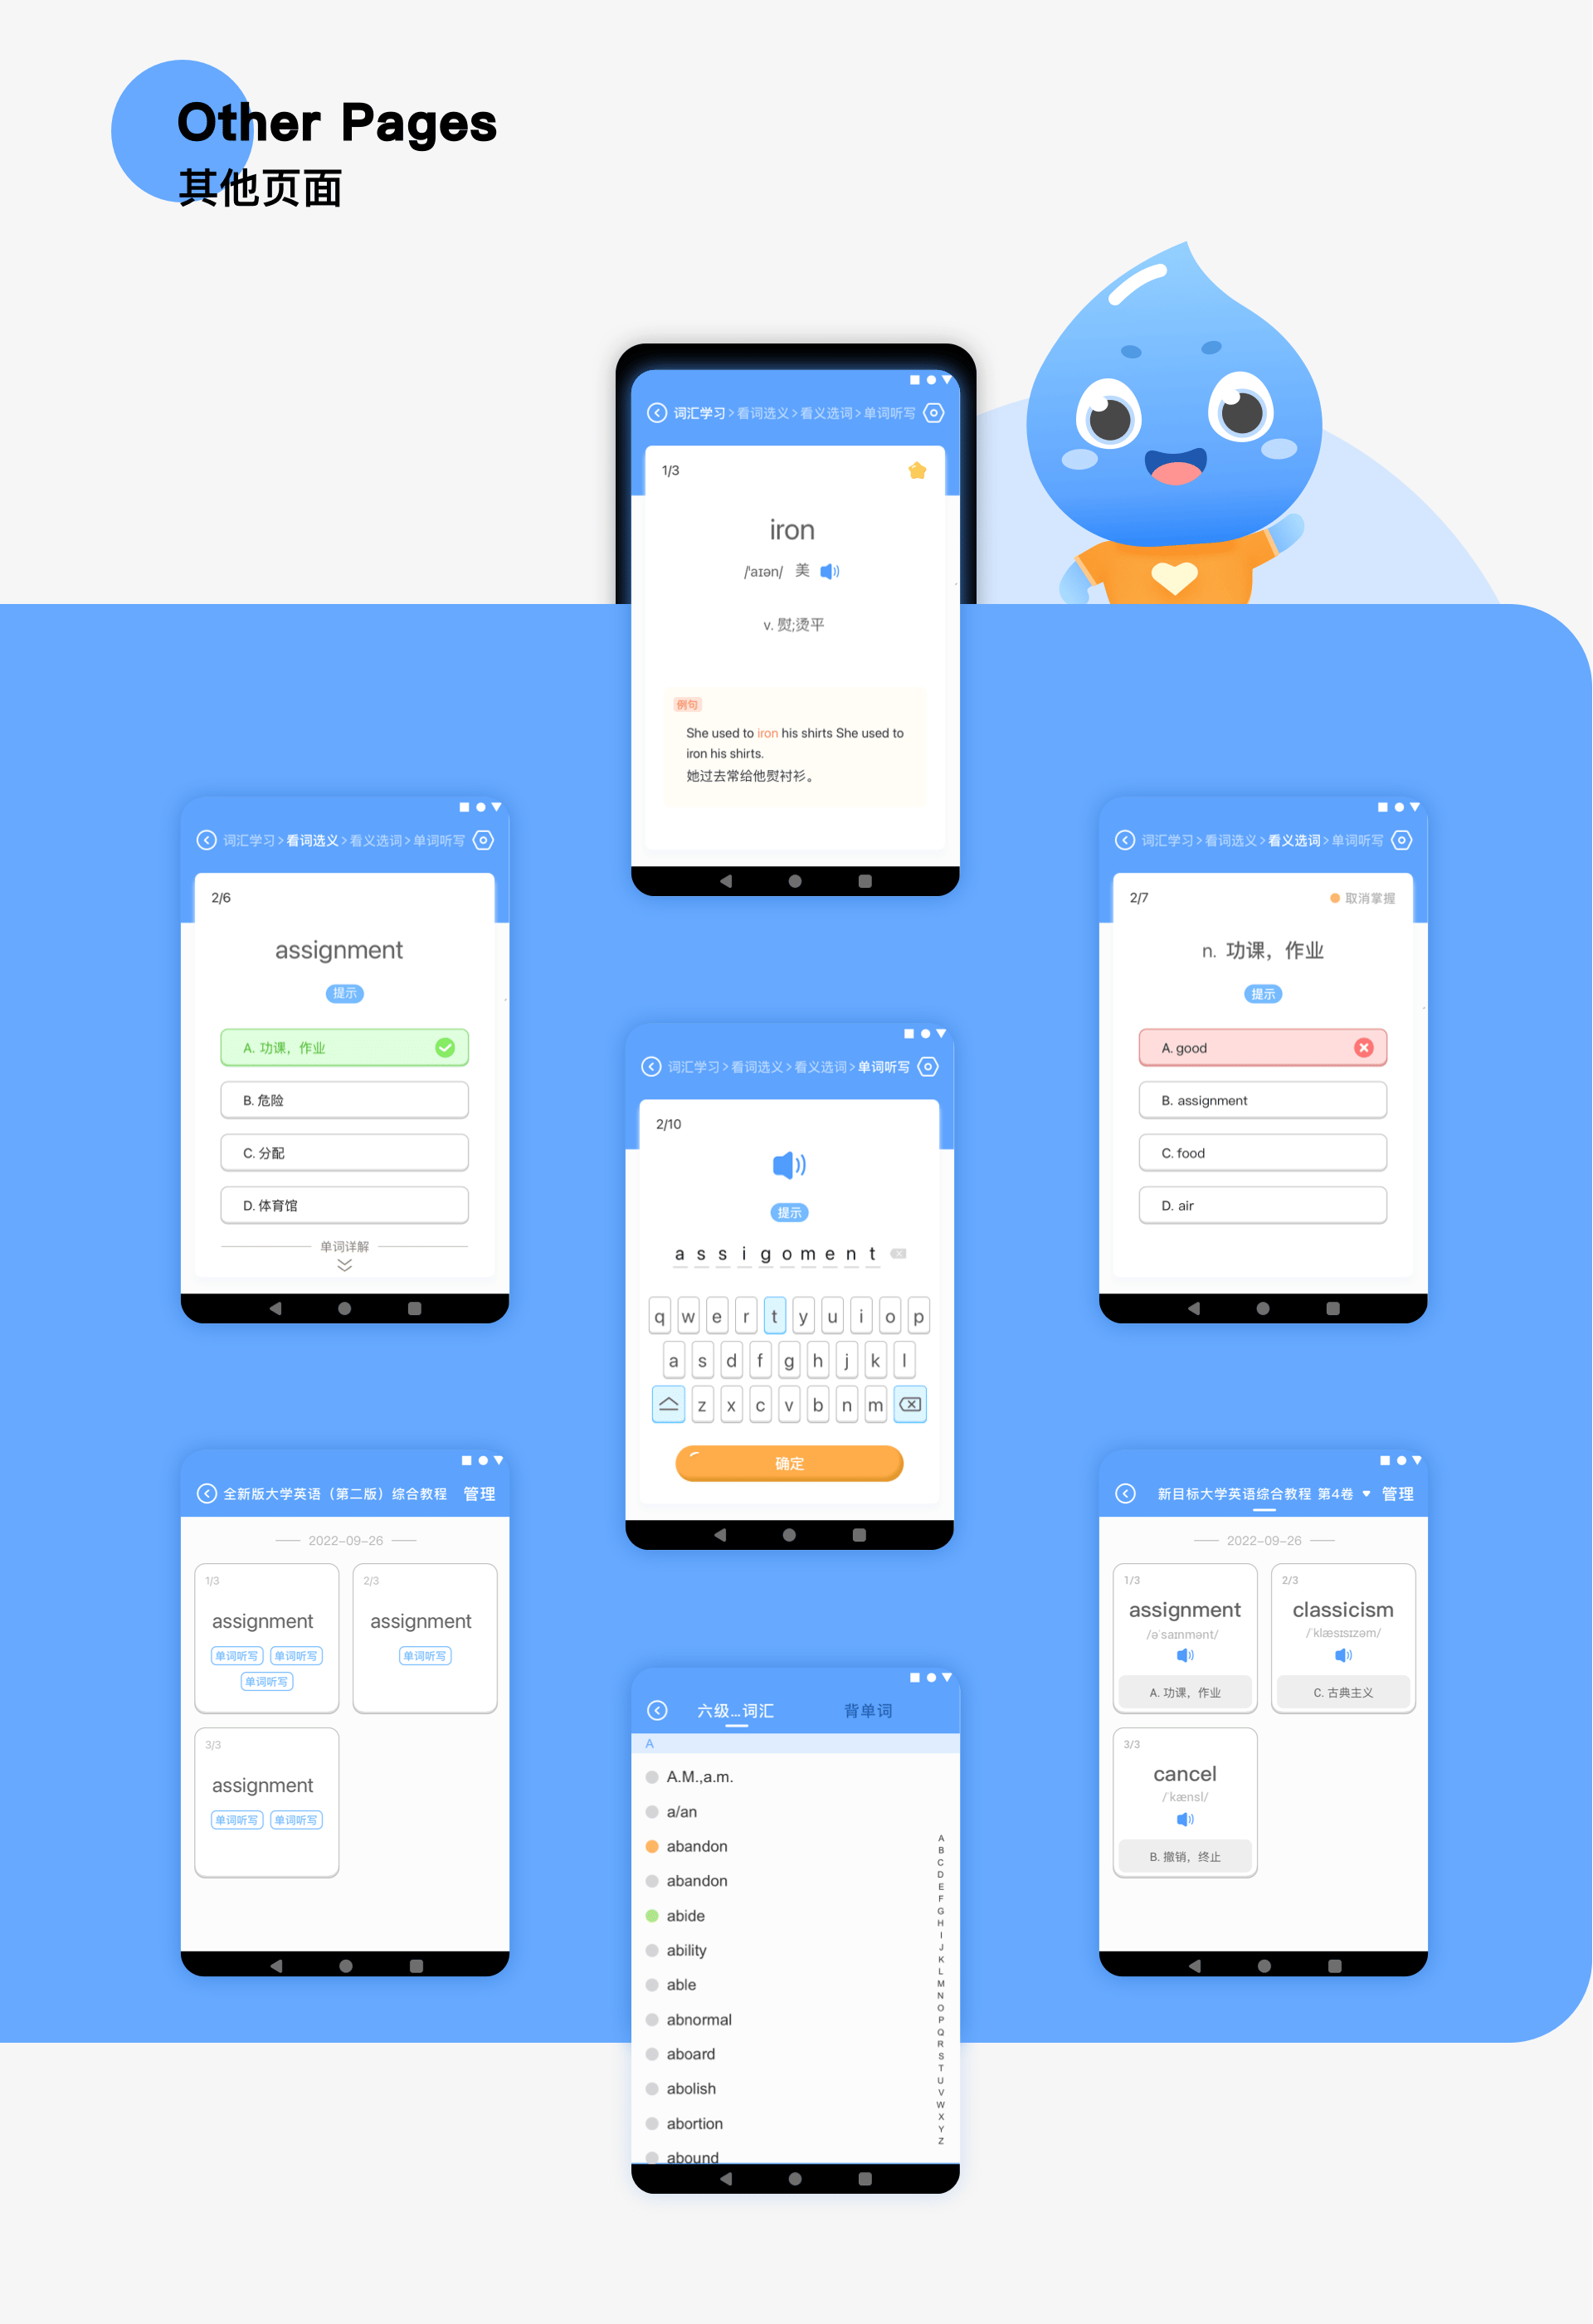 Other Pages
其他页面
词汇学习>看词选义>看义选词>单词听写
1/3
iron
/'aɪən/ 美
v. 熨;烫平
例句
She used to iron his shirts She used to
iron his shirts.
她过去常给他熨衬衫。
词汇学习>看词选义>看义选词>单词听写
2/6
assignment
提示
A. 功课，作业
B. 危险
C. 分配
D. 体育馆
单词详解
词汇学习>看词选义>看义选词>单词听写
2/7
取消掌握
n. 功课，作业
提示
A. good
B. assignment
C. food
D. air
词汇学习>看词选义>看义选词>单词听写
2/10
提示
a s s i g o m e n t
q w e r t y u i o p
a s d f g h j k l
z x c v b n m
确定
全新版大学英语（第二版）综合教程 管理
2022-09-26
1/3
assignment
单词听写 单词听写
单词听写
2/3
assignment
单词听写
3/3
assignment
单词听写 单词听写
新目标大学英语综合教程 第4卷 管理
2022-09-26
1/3
assignment
/əˈsaɪnmənt/
A. 功课，作业
2/3
classicism
/ˈklæsɪsɪzəm/
C. 古典主义
3/3
cancel
/ˈkænsl/
B. 撤销，终止
六级...词汇 背单词
A
A.M.,a.m.
a/an
abandon
abandon
abide
ability
able
abnormal
aboard
abolish
abortion
abound
A
B
C
D
E
F
G
H
I
J
K
L
M
N
O
P
Q
R
S
T
U
V
W
X
Y
Z